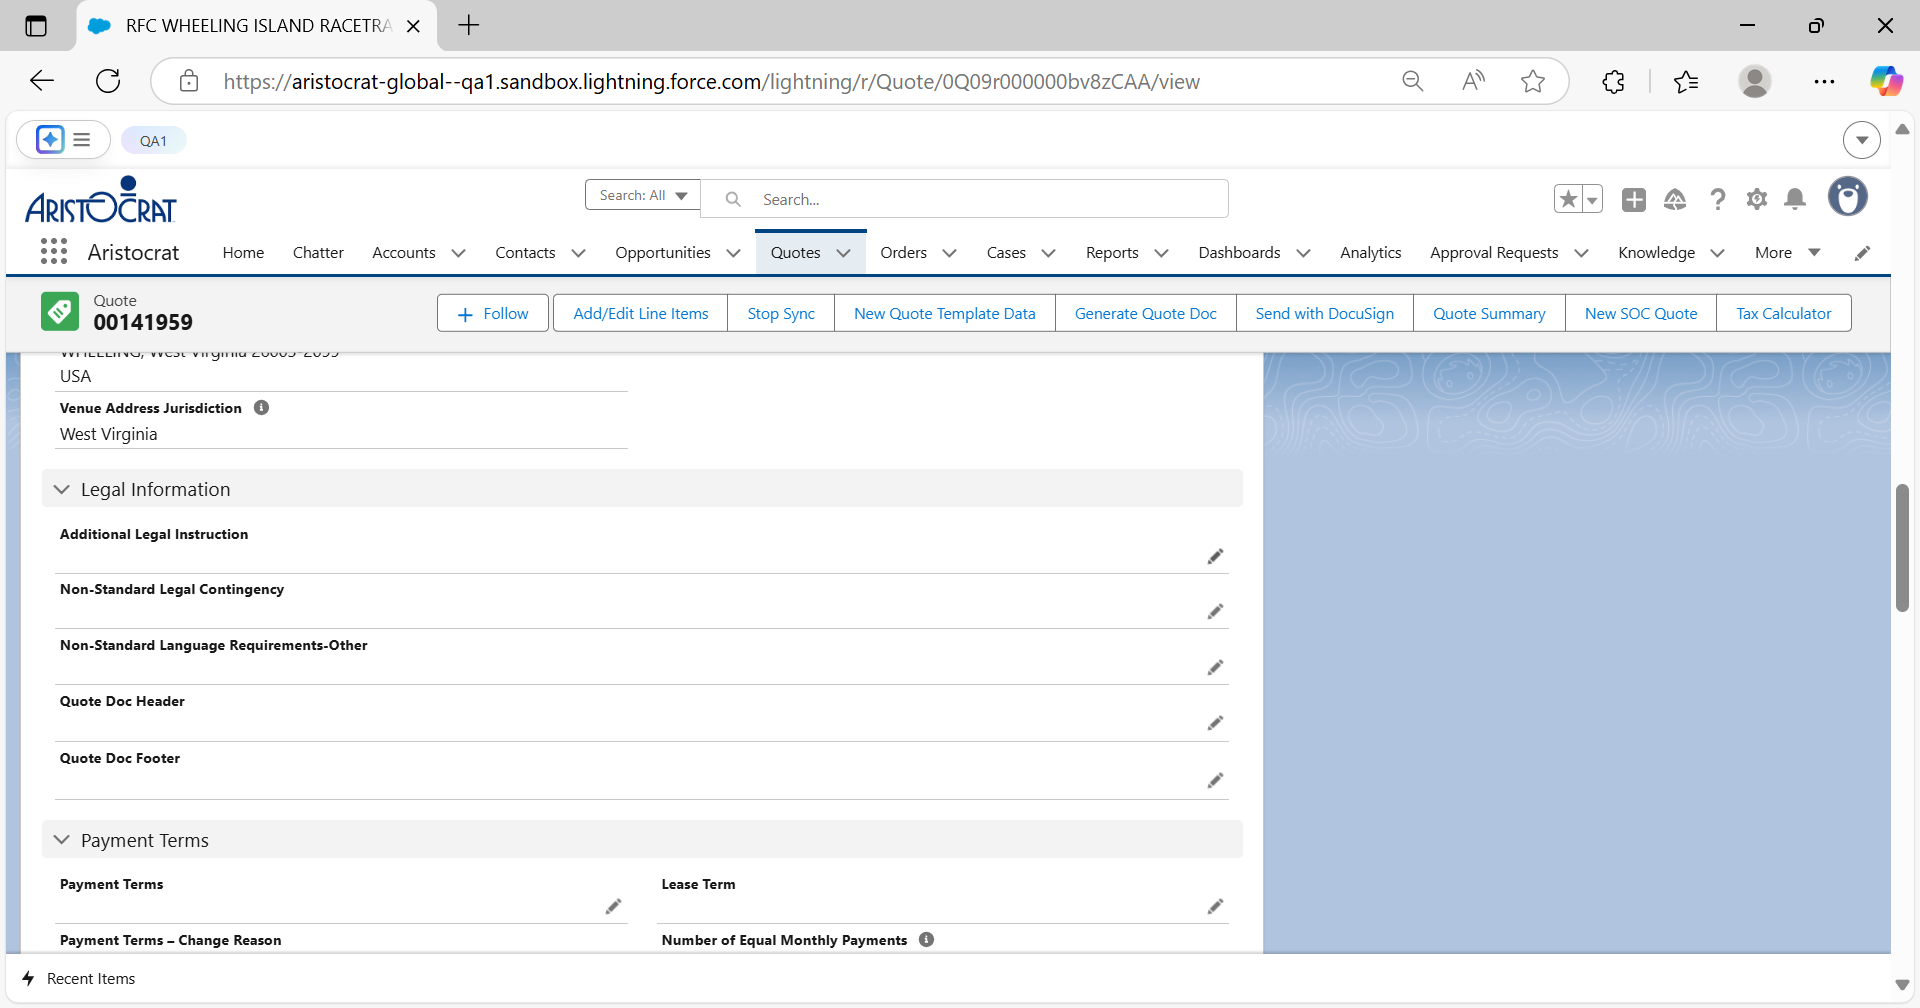 RFC WHEELING ISLAND RACETRA
https://aristocrat-global--qa1.sandbox.lightning.force.com/lightning/r/Quote/0Q09r000000bv8zCAA/view
QA1
ARISTOCRAT
Search: All
Search...
Aristocrat
Home
Chatter
Accounts
Contacts
Opportunities
Quotes
Orders
Cases
Reports
Dashboards
Analytics
Approval Requests
Knowledge
More
Quote
00141959
Follow
Add/Edit Line Items
Stop Sync
New Quote Template Data
Generate Quote Doc
Send with DocuSign
Quote Summary
New SOC Quote
Tax Calculator
WHEELING, West Virginia 26003-2699
USA
Venue Address Jurisdiction
West Virginia
Legal Information
Additional Legal Instruction
Non-Standard Legal Contingency
Non-Standard Language Requirements-Other
Quote Doc Header
Quote Doc Footer
Payment Terms
Payment Terms
Lease Term
Payment Terms – Change Reason
Number of Equal Monthly Payments
Recent Items